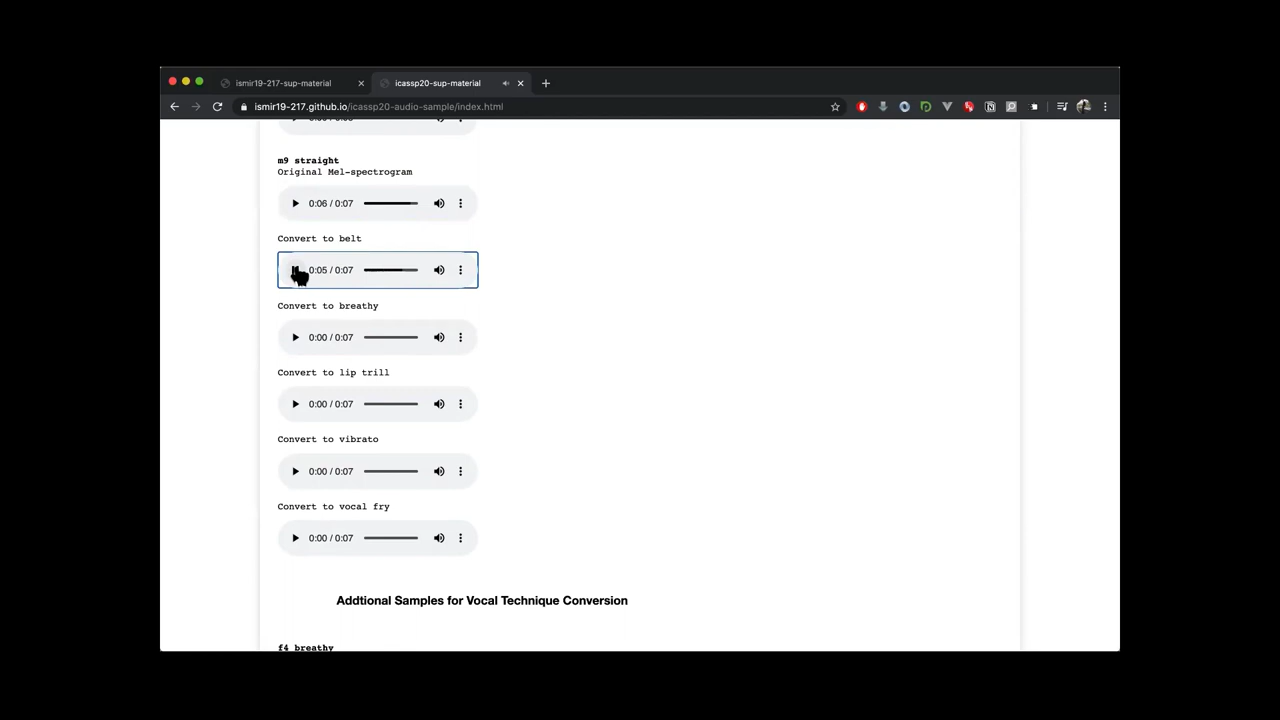 ismir19-217-sup-material
icassp20-sup-material
ismir19-217.github.io/icassp20-audio-sample/index.html
m9 straight
Original Mel-spectrogram
0:06 / 0:07
Convert to belt
0:05 / 0:07
Convert to breathy
0:00 / 0:07
Convert to lip trill
0:00 / 0:07
Convert to vibrato
0:00 / 0:07
Convert to vocal fry
0:00 / 0:07
Addtional Samples for Vocal Technique Conversion
f4 breathy